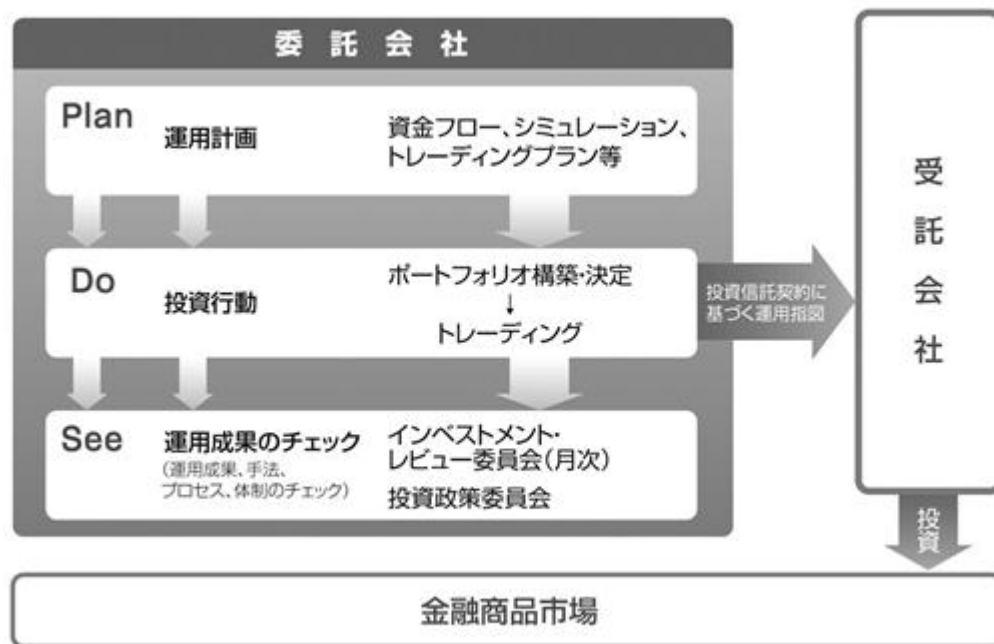 委託会社
Plan
運用計画
資金フロー、シミュレーション、
トレーディングプラン等
Do
投資行動
ポートフォリオ構築・決定
↓
トレーディング
See
運用成果のチェック
(運用成果、手法、
プロセス、体制のチェック)
インベストメント・
レビュー委員会(月次)
投資政策委員会
投資信託契約に
基づく運用指図
受託会社
投資
金融商品市場